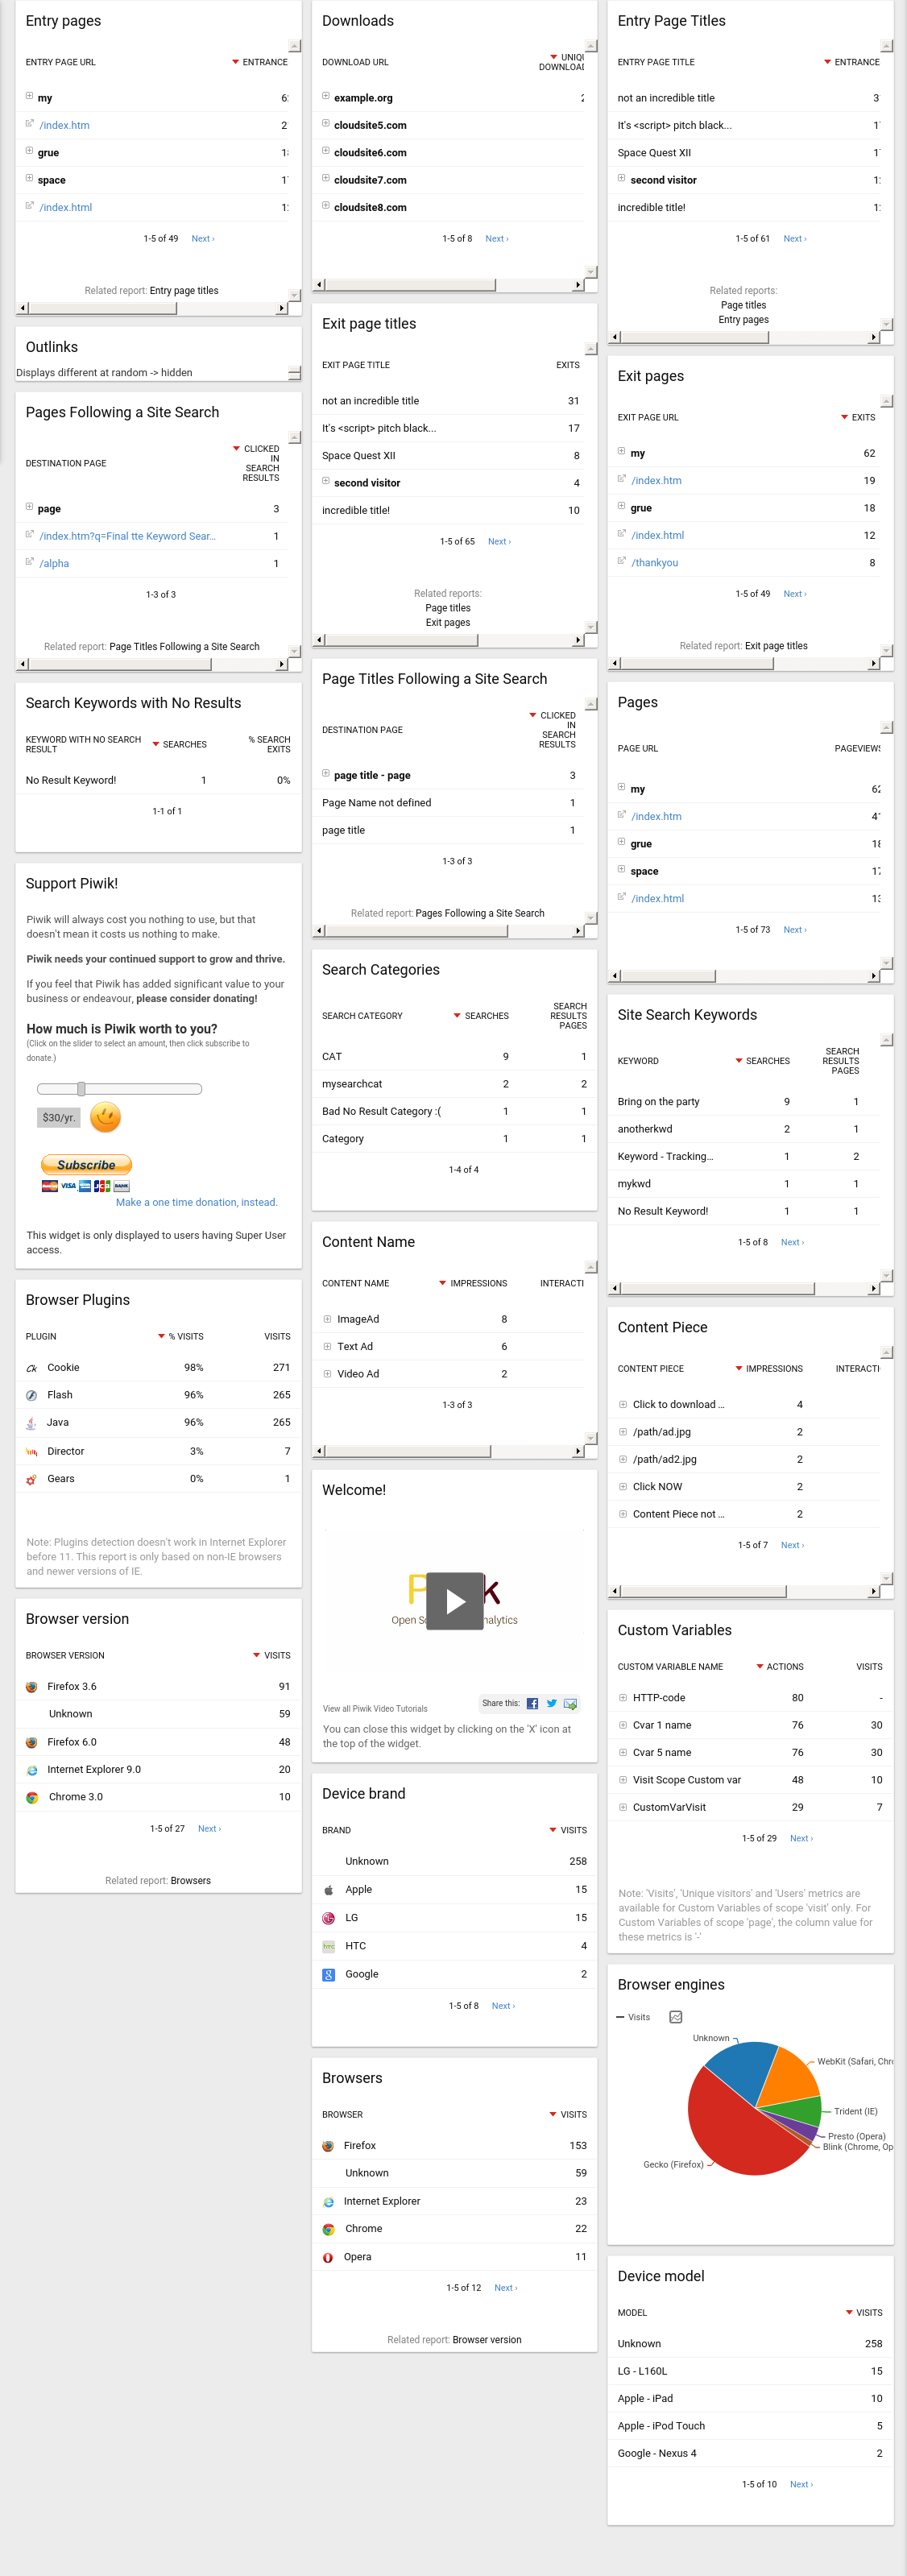 Entry pages
ENTRY PAGE URL ENTRANCE
my
/index.htm
grue
space
/index.html
1-5 of 49 Next ›
Related report: Entry page titles
Outlinks
Displays different at random -> hidden
Pages Following a Site Search
DESTINATION PAGE CLICKED
IN
SEARCH
RESULTS
page 3
/index.htm?q=Final tte Keyword Sear... 1
/alpha 1
1-3 of 3
Related report: Page Titles Following a Site Search
Search Keywords with No Results
KEYWORD WITH NO SEARCH SEARCHES % SEARCH
RESULT EXITS
No Result Keyword! 1 0%
1-1 of 1
Support Piwik!
Piwik will always cost you nothing to use, but that
doesn't mean it costs us nothing to make.
Piwik needs your continued support to grow and thrive.
If you feel that Piwik has added significant value to your
business or endeavour, please consider donating!
How much is Piwik worth to you?
(Click on the slider to select an amount, then click subscribe to
donate.)
$30/yr.
Subscribe
VISA JCB BANK
Make a one time donation, instead.
This widget is only displayed to users having Super User
access.
Browser Plugins
PLUGIN % VISITS VISITS
Cookie 98% 271
Flash 96% 265
Java 96% 265
Director 3% 7
Gears 0% 1
Note: Plugins detection doesn't work in Internet Explorer
before 11. This report is only based on non-IE browsers
and newer versions of IE.
Browser version
BROWSER VERSION VISITS
Firefox 3.6 91
Unknown 59
Firefox 6.0 48
Internet Explorer 9.0 20
Chrome 3.0 10
1-5 of 27 Next ›
Related report: Browsers
Downloads
DOWNLOAD URL UNIQU
DOWNLOAD
example.org
cloudsite5.com
cloudsite6.com
cloudsite7.com
cloudsite8.com
1-5 of 8 Next ›
Exit page titles
EXIT PAGE TITLE EXITS
not an incredible title 31
It's <script> pitch black... 17
Space Quest XII 8
second visitor 4
incredible title! 10
1-5 of 65 Next ›
Related reports:
Page titles
Exit pages
Page Titles Following a Site Search
DESTINATION PAGE CLICKED
IN
SEARCH
RESULTS
page title - page 3
Page Name not defined 1
page title 1
1-3 of 3
Related report: Pages Following a Site Search
Search Categories
SEARCH CATEGORY SEARCHES SEARCH
RESULTS
PAGES
CAT 9 1
mysearchcat 2 2
Bad No Result Category :( 1 1
Category 1 1
1-4 of 4
Content Name
CONTENT NAME IMPRESSIONS INTERACTI
ImageAd 8
Text Ad 6
Video Ad 2
1-3 of 3
Welcome!
P k
Open S nalytics
View all Piwik Video Tutorials Share this:
You can close this widget by clicking on the 'X' icon at
the top of the widget.
Device brand
BRAND VISITS
Unknown 258
Apple 15
LG 15
HTC 4
Google 2
1-5 of 8 Next ›
Browsers
BROWSER VISITS
Firefox 153
Unknown 59
Internet Explorer 23
Chrome 22
Opera 11
1-5 of 12 Next ›
Related report: Browser version
Entry Page Titles
ENTRY PAGE TITLE ENTRANCE
not an incredible title
It's <script> pitch black...
Space Quest XII
second visitor
incredible title!
1-5 of 61 Next ›
Related reports:
Page titles
Entry pages
Exit pages
EXIT PAGE URL EXITS
my 62
/index.htm 19
grue 18
/index.html 12
/thankyou 8
1-5 of 49 Next ›
Related report: Exit page titles
Pages
PAGE URL PAGEVIEWS
my 62
/index.htm 41
grue 18
space 17
/index.html 13
1-5 of 73 Next ›
Site Search Keywords
KEYWORD SEARCHES SEARCH
RESULTS
PAGES
Bring on the party 9 1
anotherkwd 2 1
Keyword - Tracking... 1 2
mykwd 1 1
No Result Keyword! 1 1
1-5 of 8 Next ›
Content Piece
CONTENT PIECE IMPRESSIONS INTERACTI
Click to download ... 4
/path/ad.jpg 2
/path/ad2.jpg 2
Click NOW 2
Content Piece not ... 2
1-5 of 7 Next ›
Custom Variables
CUSTOM VARIABLE NAME ACTIONS VISITS
HTTP-code 80 -
Cvar 1 name 76 30
Cvar 5 name 76 30
Visit Scope Custom var 48 10
CustomVarVisit 29 7
1-5 of 29 Next ›
Note: 'Visits', 'Unique visitors' and 'Users' metrics are
available for Custom Variables of scope 'visit' only. For
Custom Variables of scope 'page', the column value for
these metrics is '-'
Browser engines
Visits
Unknown
WebKit (Safari, Chr
Trident (IE)
Presto (Opera)
Blink (Chrome, Op
Gecko (Firefox)
Device model
MODEL VISITS
Unknown 258
LG - L160L 15
Apple - iPad 10
Apple - iPod Touch 5
Google - Nexus 4 2
1-5 of 10 Next ›